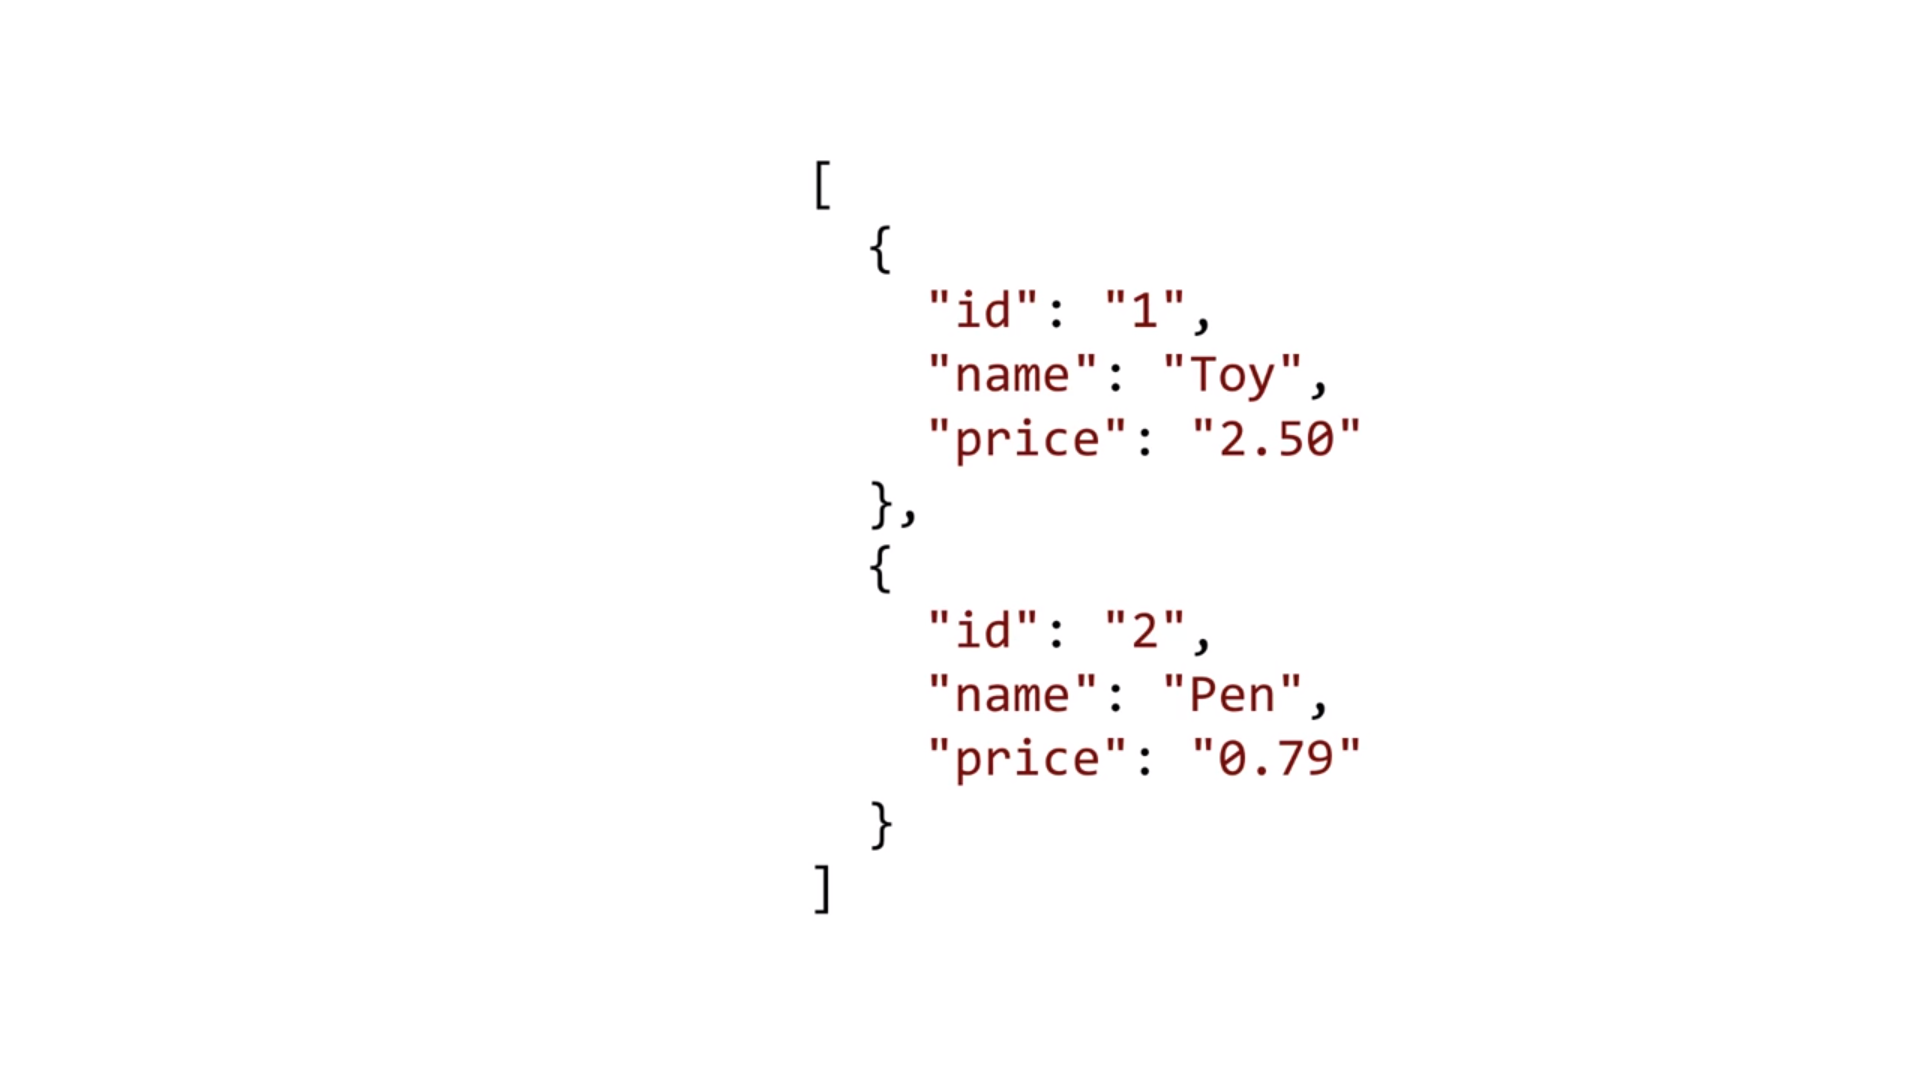 [
  {
    "id": "1",
    "name": "Toy",
    "price": "2.50"
  },
  {
    "id": "2",
    "name": "Pen",
    "price": "0.79"
  }
]